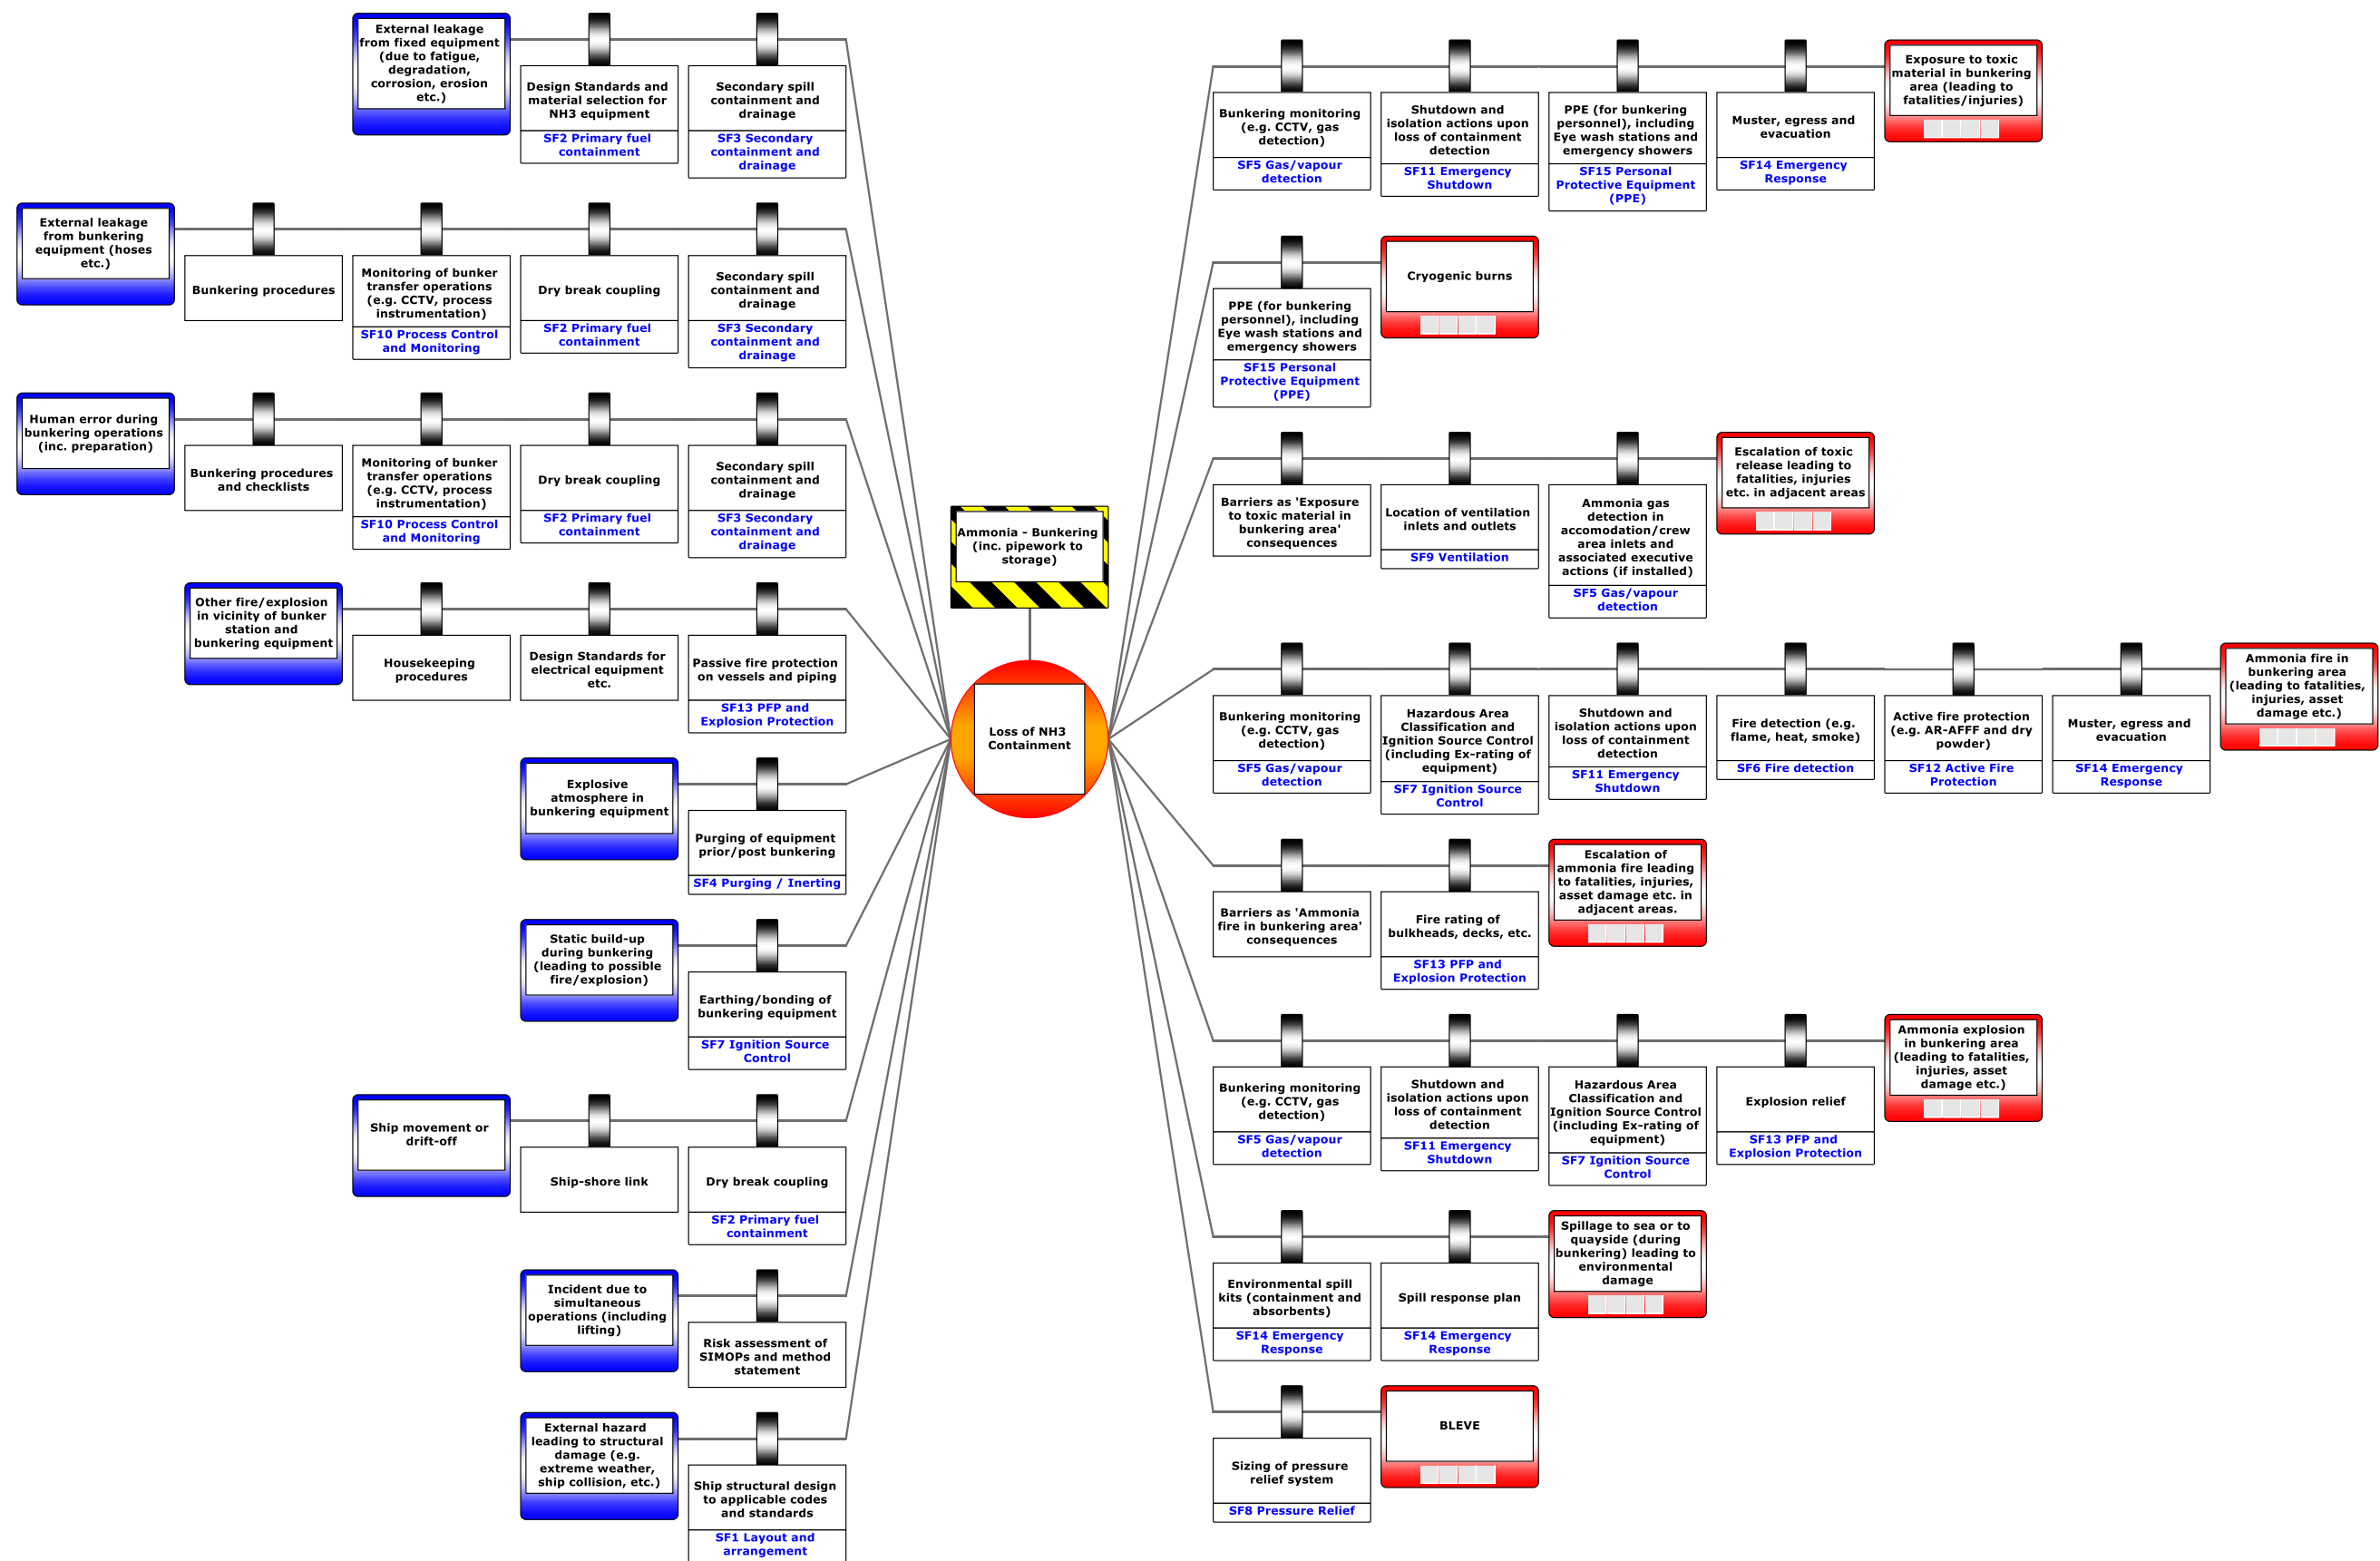 External leakage
from fixed equipment
(due to fatigue,
degradation,
corrosion, erosion
etc.)
Design Standards and
material selection for
NH3 equipment
SF2 Primary fuel
containment
Secondary spill
containment and
drainage
SF3 Secondary
containment and
drainage
External leakage
from bunkering
equipment (hoses
etc.)
Bunkering procedures
Monitoring of bunker
transfer operations
(e.g. CCTV, process
instrumentation)
SF10 Process Control
and Monitoring
Dry break coupling
SF2 Primary fuel
containment
Secondary spill
containment and
drainage
SF3 Secondary
containment and
drainage
Human error during
bunkering operations
(inc. preparation)
Bunkering procedures
and checklists
Monitoring of bunker
transfer operations
(e.g. CCTV, process
instrumentation)
SF10 Process Control
and Monitoring
Dry break coupling
SF2 Primary fuel
containment
Secondary spill
containment and
drainage
SF3 Secondary
containment and
drainage
Other fire/explosion
in vicinity of bunker
station and
bunkering equipment
Housekeeping
procedures
Design Standards for
electrical equipment
etc.
Passive fire protection
on vessels and piping
SF13 PFP and
Explosion Protection
Explosive
atmosphere in
bunkering equipment
Purging of equipment
prior/post bunkering
SF4 Purging / Inerting
Static build-up
during bunkering
(leading to possible
fire/explosion)
Earthing/bonding of
bunkering equipment
SF7 Ignition Source
Control
Ship movement or
drift-off
Ship-shore link
Dry break coupling
SF2 Primary fuel
containment
Incident due to
simultaneous
operations (including
lifting)
Risk assessment of
SIMOPs and method
statement
External hazard
leading to structural
damage (e.g.
extreme weather,
ship collision, etc.)
Ship structural design
to applicable codes
and standards
SF1 Layout and
arrangement
Ammonia - Bunkering
(inc. pipework to
storage)
Loss of NH3
Containment
Bunkering monitoring
(e.g. CCTV, gas
detection)
SF5 Gas/vapour
detection
Shutdown and
isolation actions upon
loss of containment
detection
SF11 Emergency
Shutdown
PPE (for bunkering
personnel), including
Eye wash stations and
emergency showers
SF15 Personal
Protective Equipment
(PPE)
Muster, egress and
evacuation
SF14 Emergency
Response
Exposure to toxic
material in bunkering
area (leading to
fatalities/injuries)
PPE (for bunkering
personnel), including
Eye wash stations and
emergency showers
SF15 Personal
Protective Equipment
(PPE)
Cryogenic burns
Barriers as 'Exposure
to toxic material in
bunkering area'
consequences
Location of ventilation
inlets and outlets
SF9 Ventilation
Ammonia gas
detection in
accomodation/crew
area inlets and
associated executive
actions (if installed)
SF5 Gas/vapour
detection
Escalation of toxic
release leading to
fatalities, injuries
etc. in adjacent areas
Bunkering monitoring
(e.g. CCTV, gas
detection)
SF5 Gas/vapour
detection
Hazardous Area
Classification and
Ignition Source Control
(including Ex-rating of
equipment)
SF7 Ignition Source
Control
Shutdown and
isolation actions upon
loss of containment
detection
SF11 Emergency
Shutdown
Fire detection (e.g.
flame, heat, smoke)
SF6 Fire detection
Active fire protection
(e.g. AR-AFFF and dry
powder)
SF12 Active Fire
Protection
Muster, egress and
evacuation
SF14 Emergency
Response
Ammonia fire in
bunkering area
(leading to fatalities,
injuries, asset
damage etc.)
Barriers as 'Ammonia
fire in bunkering area'
consequences
Fire rating of
bulkheads, decks, etc.
SF13 PFP and
Explosion Protection
Escalation of
ammonia fire leading
to fatalities, injuries,
asset damage etc. in
adjacent areas.
Bunkering monitoring
(e.g. CCTV, gas
detection)
SF5 Gas/vapour
detection
Shutdown and
isolation actions upon
loss of containment
detection
SF11 Emergency
Shutdown
Hazardous Area
Classification and
Ignition Source Control
(including Ex-rating of
equipment)
SF7 Ignition Source
Control
Explosion relief
SF13 PFP and
Explosion Protection
Ammonia explosion
in bunkering area
(leading to fatalities,
injuries, asset
damage etc.)
Environmental spill
kits (containment and
absorbents)
SF14 Emergency
Response
Spill response plan
SF14 Emergency
Response
Spillage to sea or to
quayside (during
bunkering) leading to
environmental
damage
Sizing of pressure
relief system
SF8 Pressure Relief
BLEVE